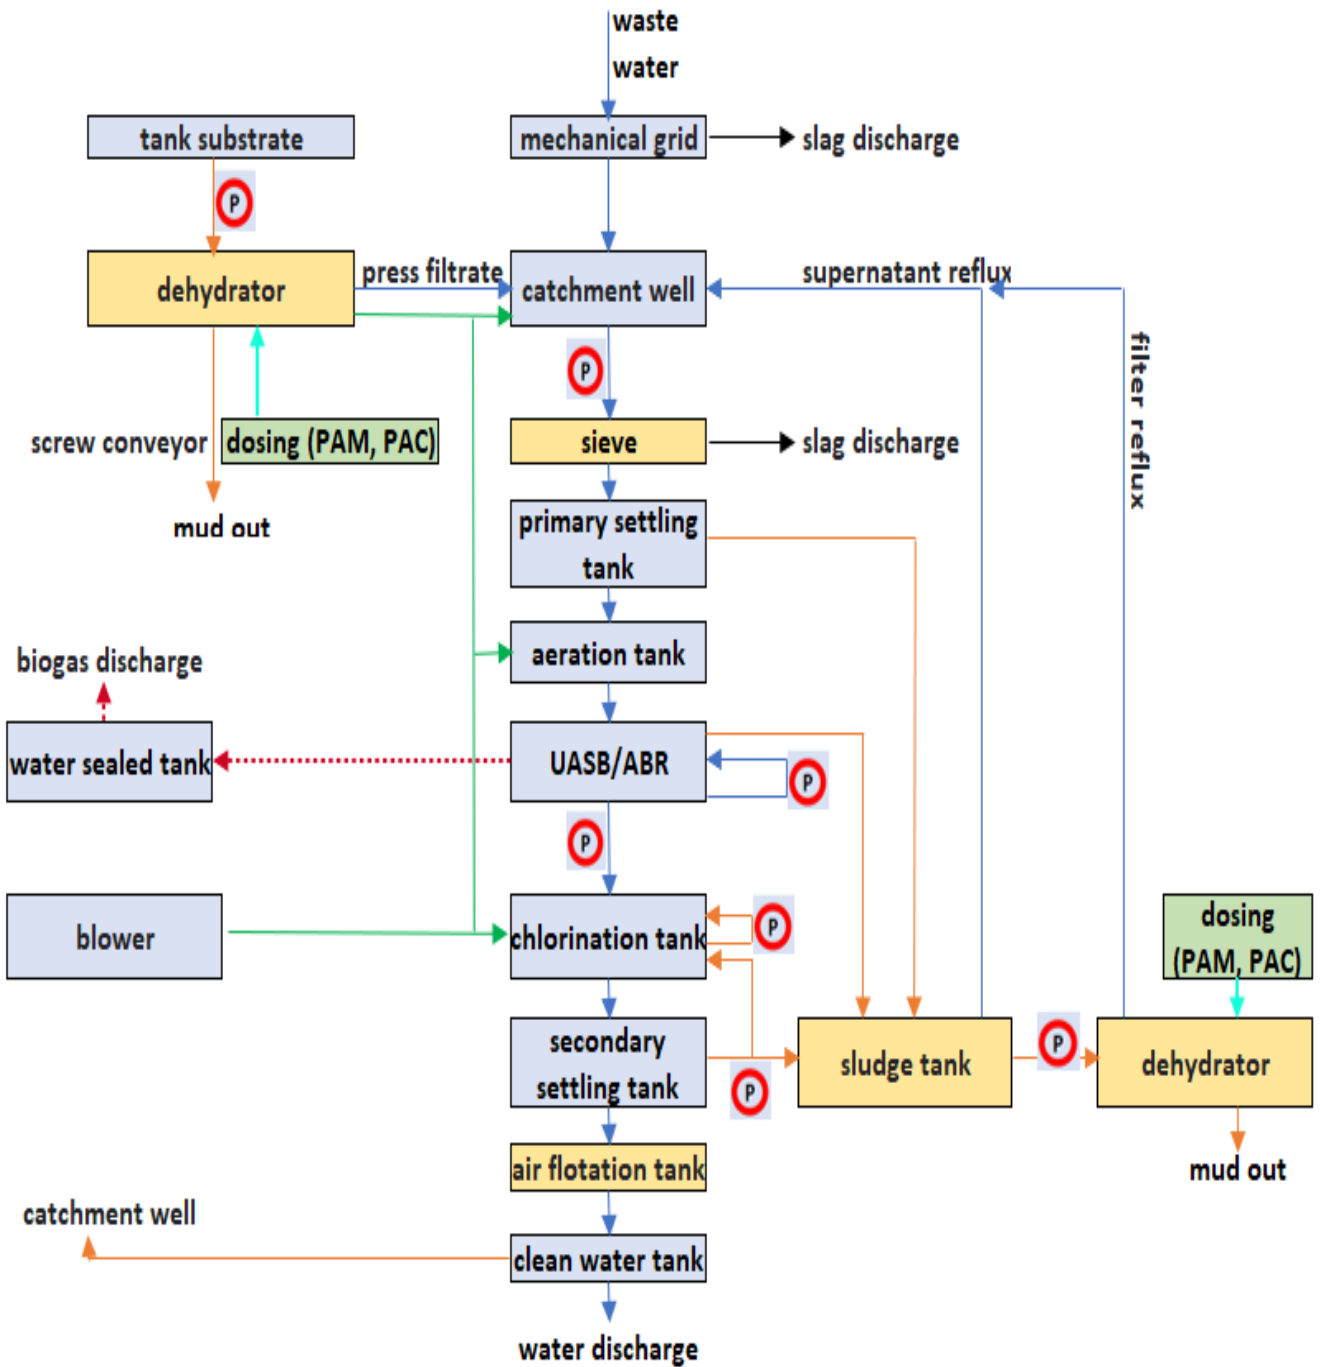 waste
water
tank substrate
mechanical grid
slag discharge
P
dehydrator
press filtrate
catchment well
supernatant reflux
filter reflux
P
screw conveyor
dosing (PAM, PAC)
sieve
slag discharge
mud out
primary settling
tank
aeration tank
biogas discharge
water sealed tank
UASB/ABR
P
P
blower
chlorination tank
P
dosing
(PAM, PAC)
secondary
settling tank
P
sludge tank
P
dehydrator
air flotation tank
mud out
catchment well
clean water tank
water discharge